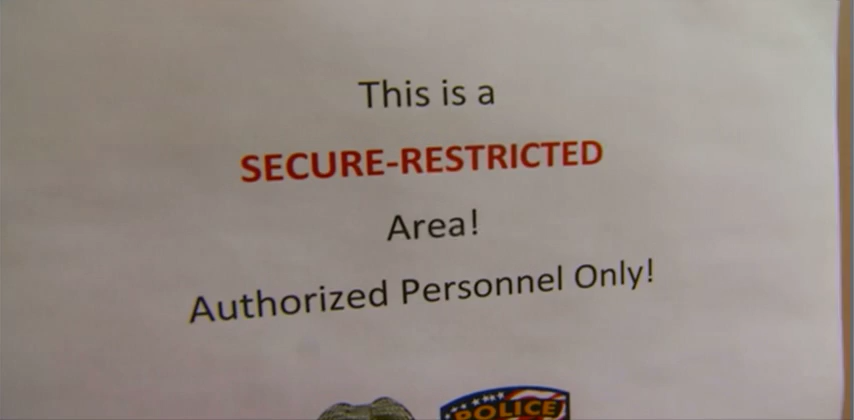 This is a
SECURE-RESTRICTED
Area!
Authorized Personnel Only!
POLICE